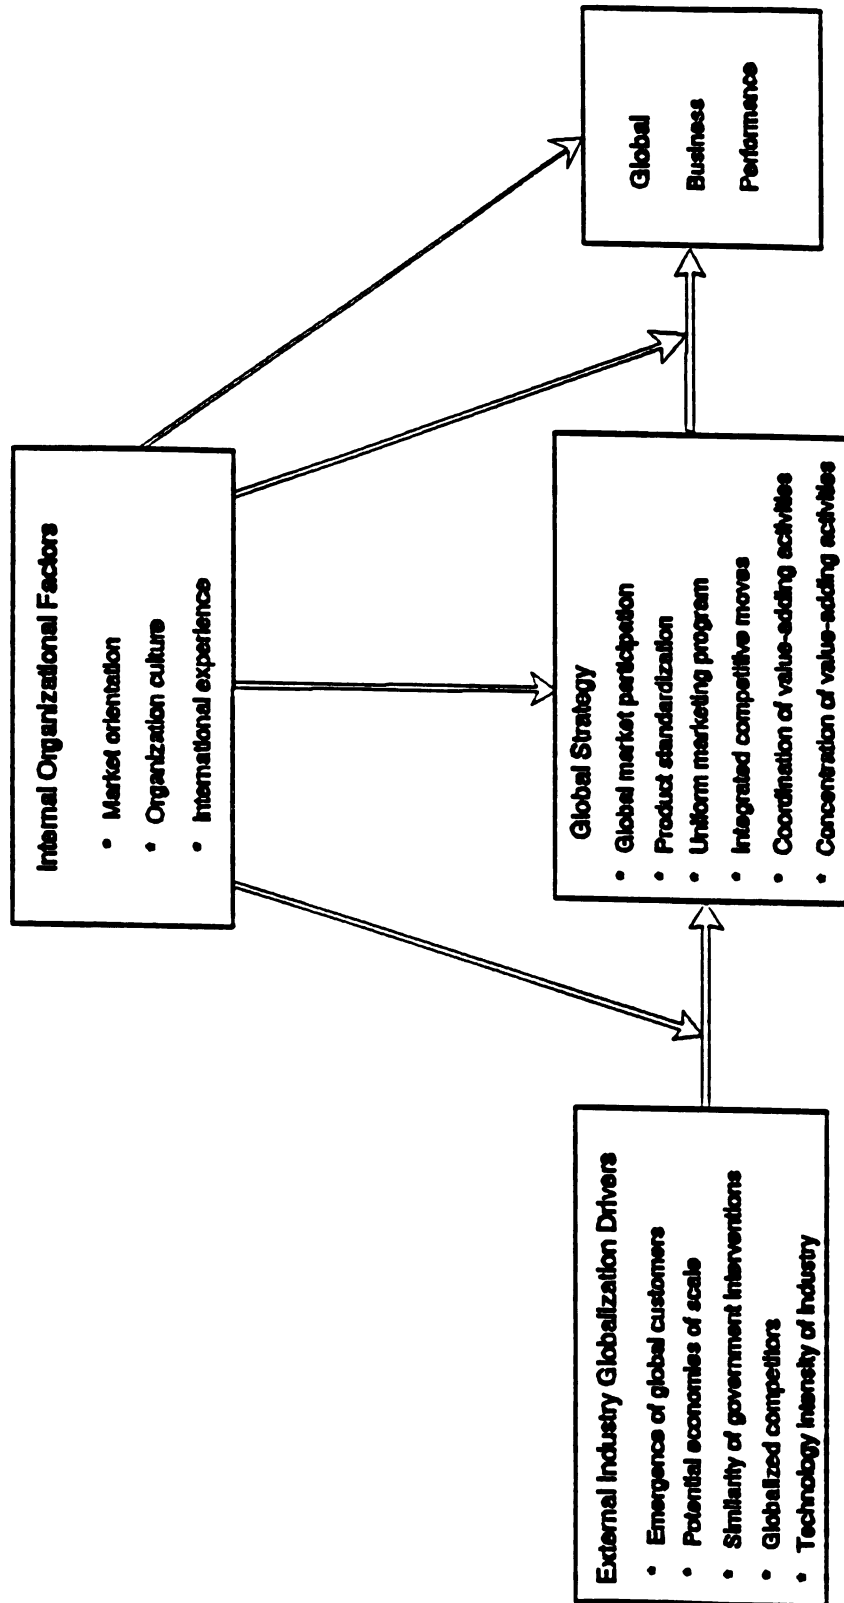 Internal Organizational Factors
• Market orientation
• Organization culture
• International experience
External Industry Globalization Drivers
• Emergence of global customers
• Potential economies of scale
• Similarity of government interventions
• Globalized competitors
• Technology intensity of industry
Global Strategy
• Global market participation
• Product standardization
• Uniform marketing program
• Integrated competitive moves
• Coordination of value-adding activities
• Concentration of value-adding activities
Global
Business
Performance